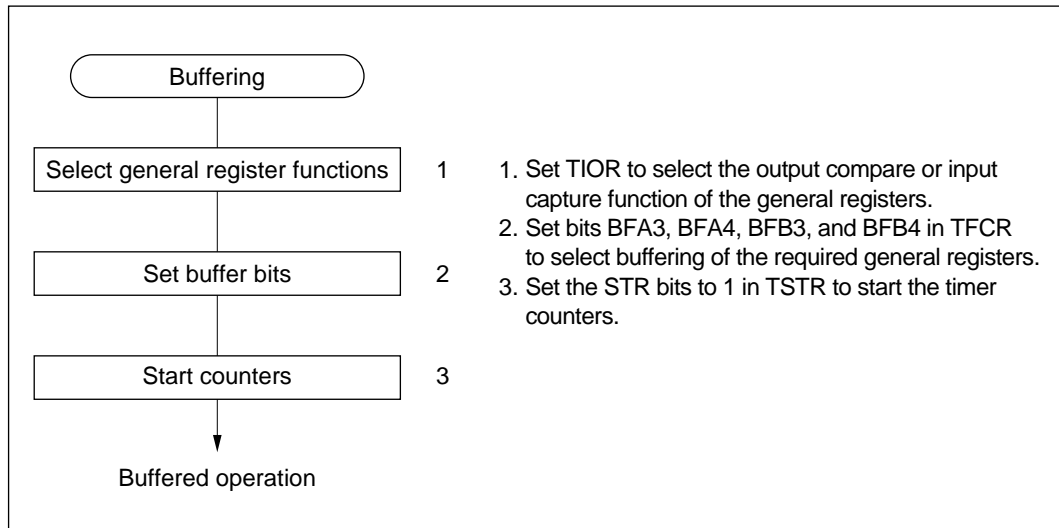 Buffering
Select general register functions 1
Set buffer bits 2
Start counters 3
Buffered operation
1. Set TIOR to select the output compare or input
capture function of the general registers.
2. Set bits BFA3, BFA4, BFB3, and BFB4 in TFCR
to select buffering of the required general registers.
3. Set the STR bits to 1 in TSTR to start the timer
counters.